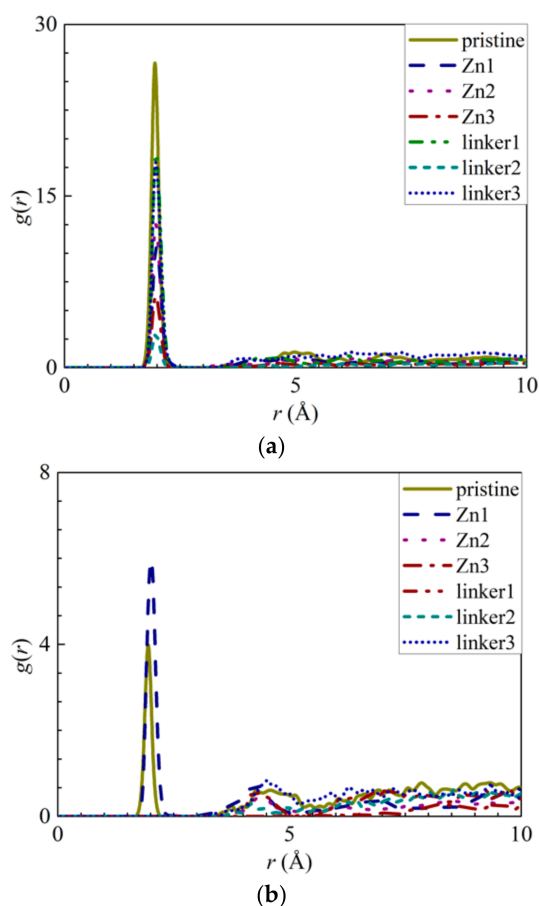 30
15
0
g(r)
pristine
Zn1
Zn2
Zn3
linker1
linker2
linker3
0
5
10
r (Å)
(a)
8
4
0
g(r)
pristine
Zn1
Zn2
Zn3
linker1
linker2
linker3
0
5
10
r (Å)
(b)